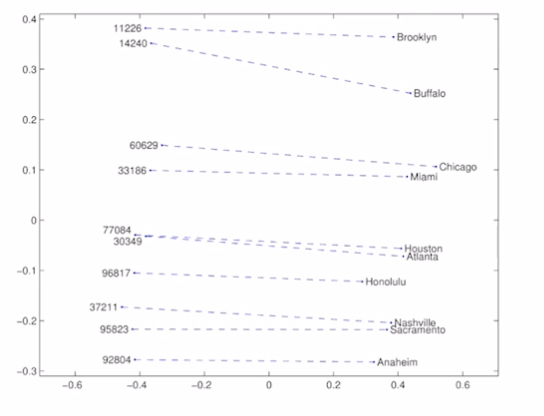 0.4
11226
Brooklyn
14240
0.3
Buffalo
0.2
60629
Chicago
0.1
33186
Miami
0
77084
30349
Houston
Atlanta
−0.1
96817
Honolulu
37211
−0.2
Nashville
95823
Sacramento
92804
Anaheim
−0.3
−0.6 −0.4 −0.2 0 0.2 0.4 0.6